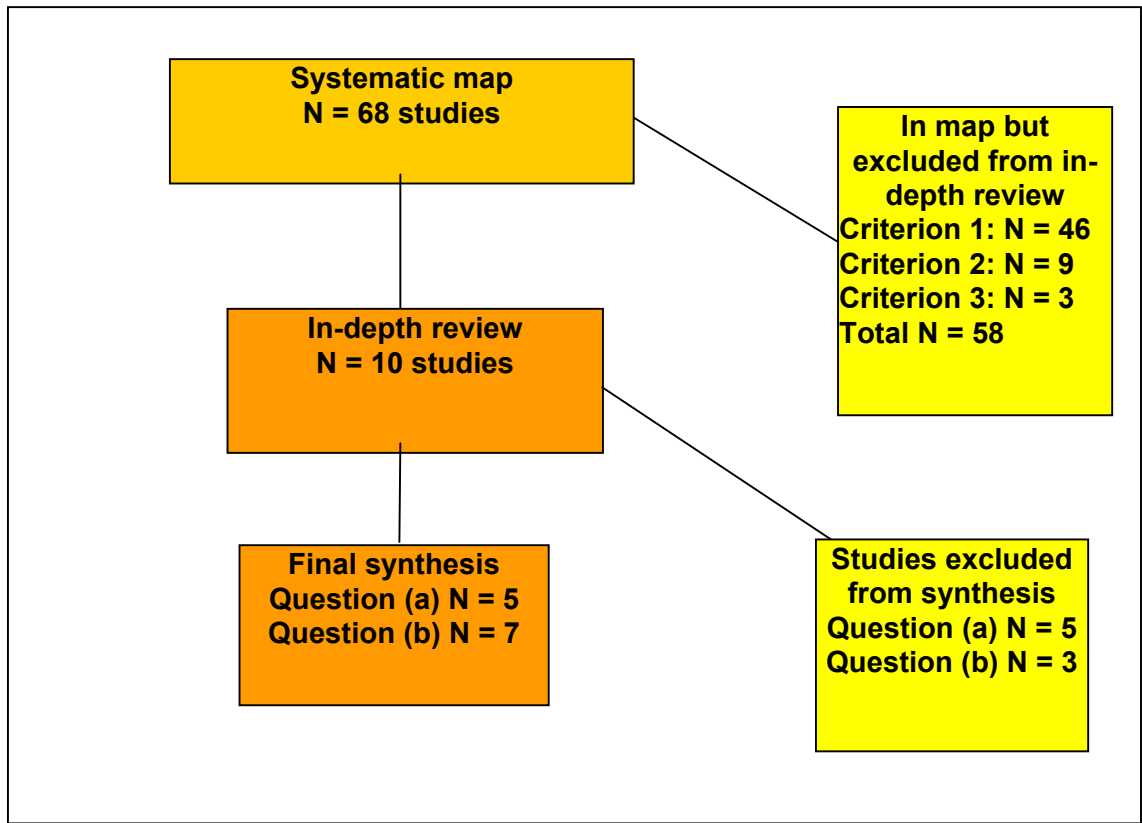 Systematic map
N = 68 studies
In map but
excluded from in-
depth review
Criterion 1: N = 46
Criterion 2: N = 9
Criterion 3: N = 3
Total N = 58
In-depth review
N = 10 studies
Final synthesis
Question (a) N = 5
Question (b) N = 7
Studies excluded
from synthesis
Question (a) N = 5
Question (b) N = 3